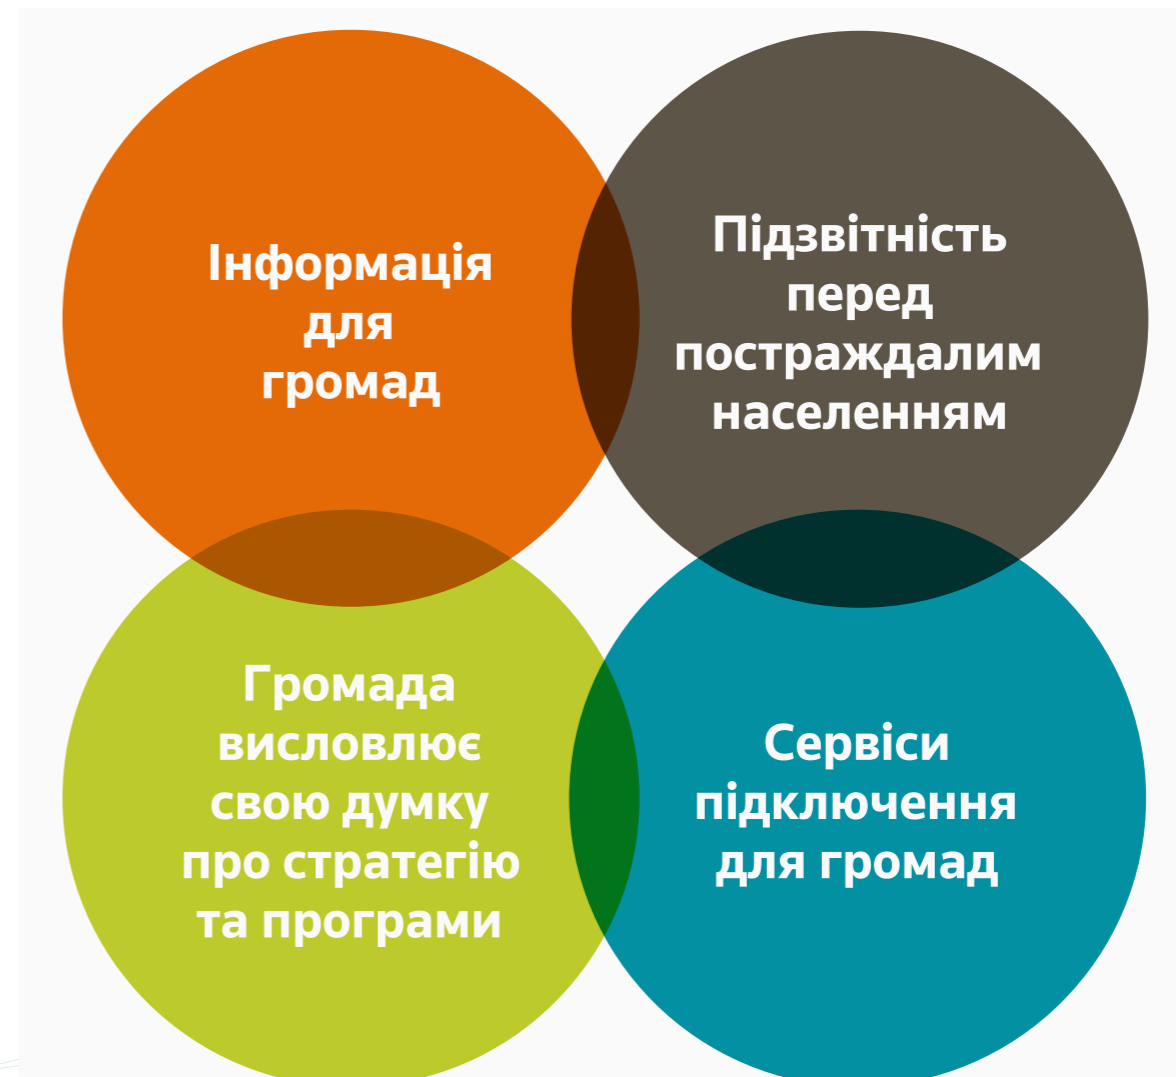 Інформація
для
громад
Підзвітність
перед
постраждалим
населенням
Громада
висловлює
свою думку
про стратегію
та програми
Сервіси
підключення
для громад